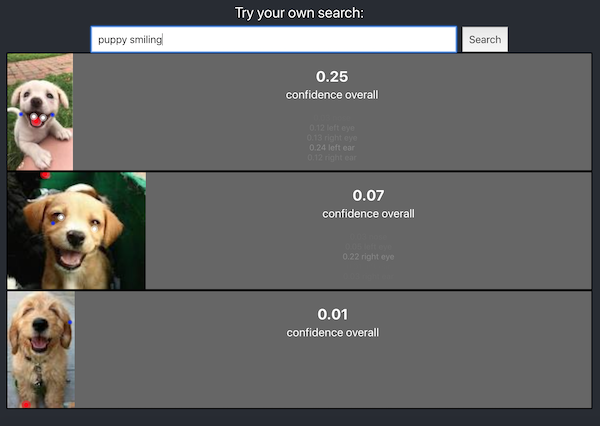 Try your own search:
puppy smiling
Search
0.25
confidence overall
0.12 left eye
0.13 right eye
0.24 left ear
0.13 right ear
0.07
confidence overall
0.22 right eye
0.01
confidence overall